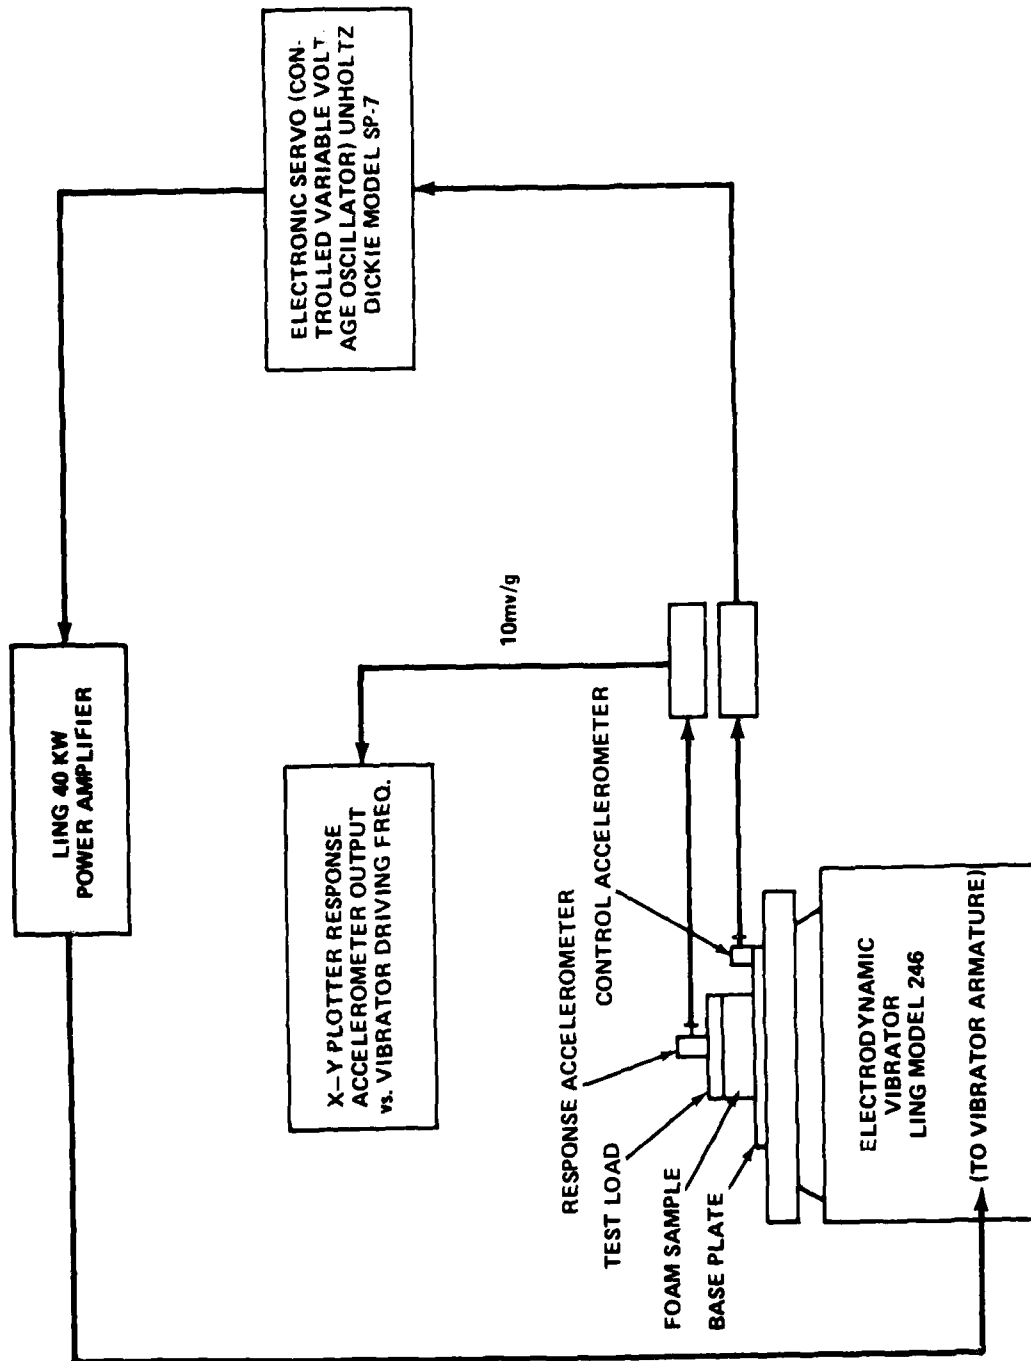 LING 40 KW
POWER AMPLIFIER
ELECTRONIC SERVO (CON-
TROLLED VARIABLE VOLT-
AGE OSCILLATOR) UNHOLTZ
DICKIE MODEL SP-7
X–Y PLOTTER RESPONSE
ACCELEROMETER OUTPUT
vs. VIBRATOR DRIVING FREQ.
10mv/g
RESPONSE ACCELEROMETER
CONTROL ACCELEROMETER
TEST LOAD
FOAM SAMPLE
BASE PLATE
ELECTRODYNAMIC
VIBRATOR
LING MODEL 246
(TO VIBRATOR ARMATURE)